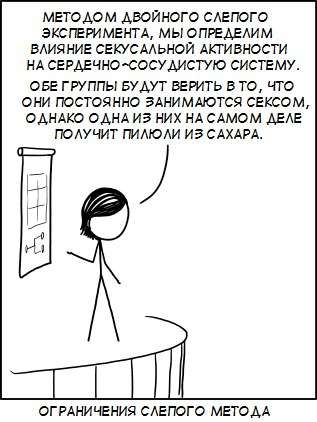 МЕТОДОМ ДВОЙНОГО СЛЕПОГО
ЭКСПЕРИМЕНТА, МЫ ОПРЕДЕЛИМ
ВЛИЯНИЕ СЕКУСАЛЬНОЙ АКТИВНОСТИ
НА СЕРДЕЧНО-СОСУДИСТУЮ СИСТЕМУ.
ОБЕ ГРУППЫ БУДУТ ВЕРИТЬ В ТО, ЧТО
ОНИ ПОСТОЯННО ЗАНИМАЮТСЯ СЕКСОМ,
ОДНАКО ОДНА ИЗ НИХ НА САМОМ ДЕЛЕ
ПОЛУЧИТ ПИЛЮЛИ ИЗ САХАРА.
ОГРАНИЧЕНИЯ СЛЕПОГО МЕТОДА